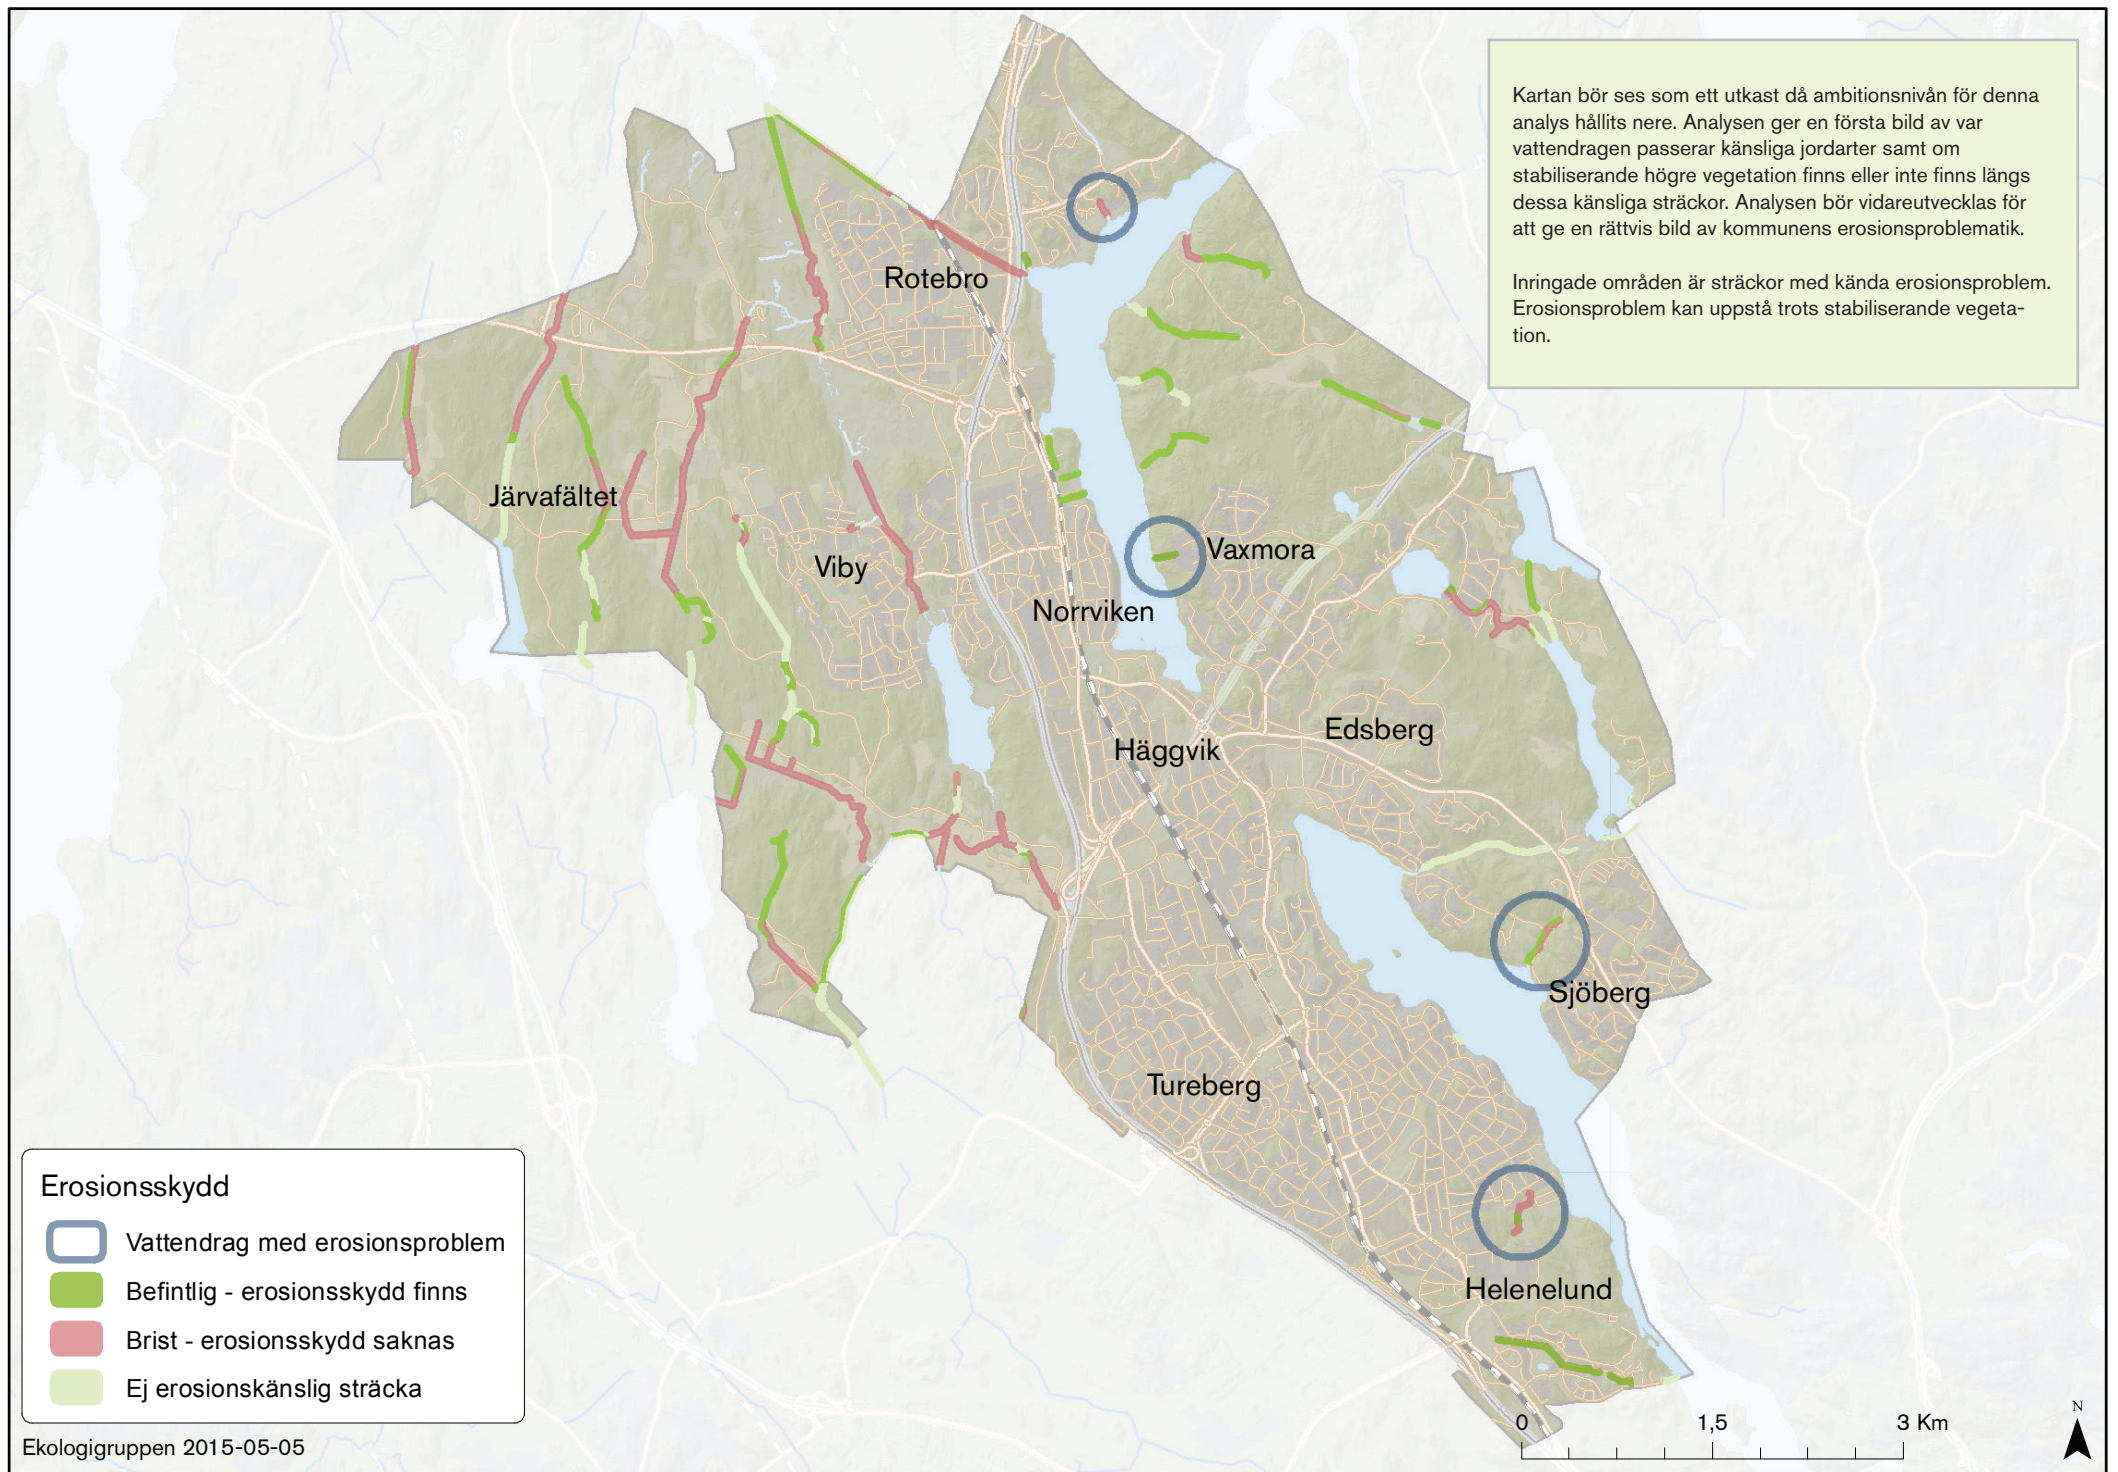 Kartan bör ses som ett utkast då ambitionsnivån för denna
analys hållits nere. Analysen ger en första bild av var
vattendragen passerar känsliga jordarter samt om
stabiliserande högre vegetation finns eller inte finns längs
dessa känsliga sträckor. Analysen bör vidareutvecklas för
att ge en rättvis bild av kommunens erosionsproblematik.
Inringade områden är sträckor med kända erosionsproblem.
Erosionsproblem kan uppstå trots stabiliserande vegeta-
tion.
Rotebro
Järvafältet
Viby
Vaxmora
Norrviken
Edsberg
Häggvik
Sjöberg
Tureberg
Helenelund
Erosionsskydd
Vattendrag med erosionsproblem
Befintlig - erosionsskydd finns
Brist - erosionsskydd saknas
Ej erosionskänslig sträcka
Ekologigruppen 2015-05-05
0 1,5 3 Km
N